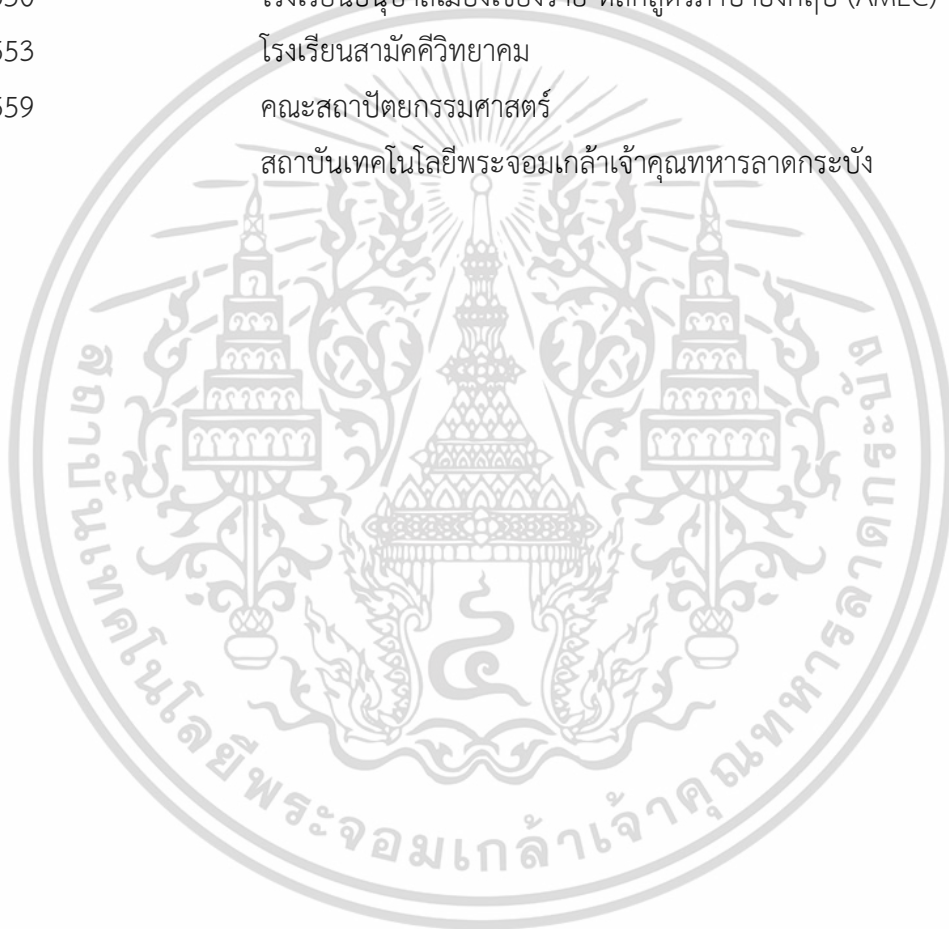 (AMEC)
553 โรงเรียนสามัคคีวิทยาคม
559 คณะสถาปัตยกรรมศาสตร์
สถาบันเทคโนโลยีพระจอมเกล้าเจ้าคุณทหารลาดกระบัง
สถาบันเทคโนโลยีพระจอมเกล้าเจ้าคุณทหารลาดกระบัง
๔